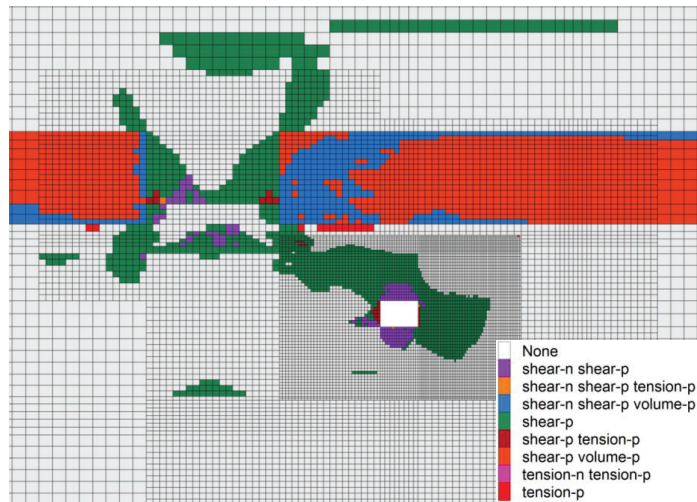 None
shear-n shear-p
shear-n shear-p tension-p
shear-n shear-p volume-p
shear-p
shear-p tension-p
shear-p volume-p
tension-n tension-p
tension-p